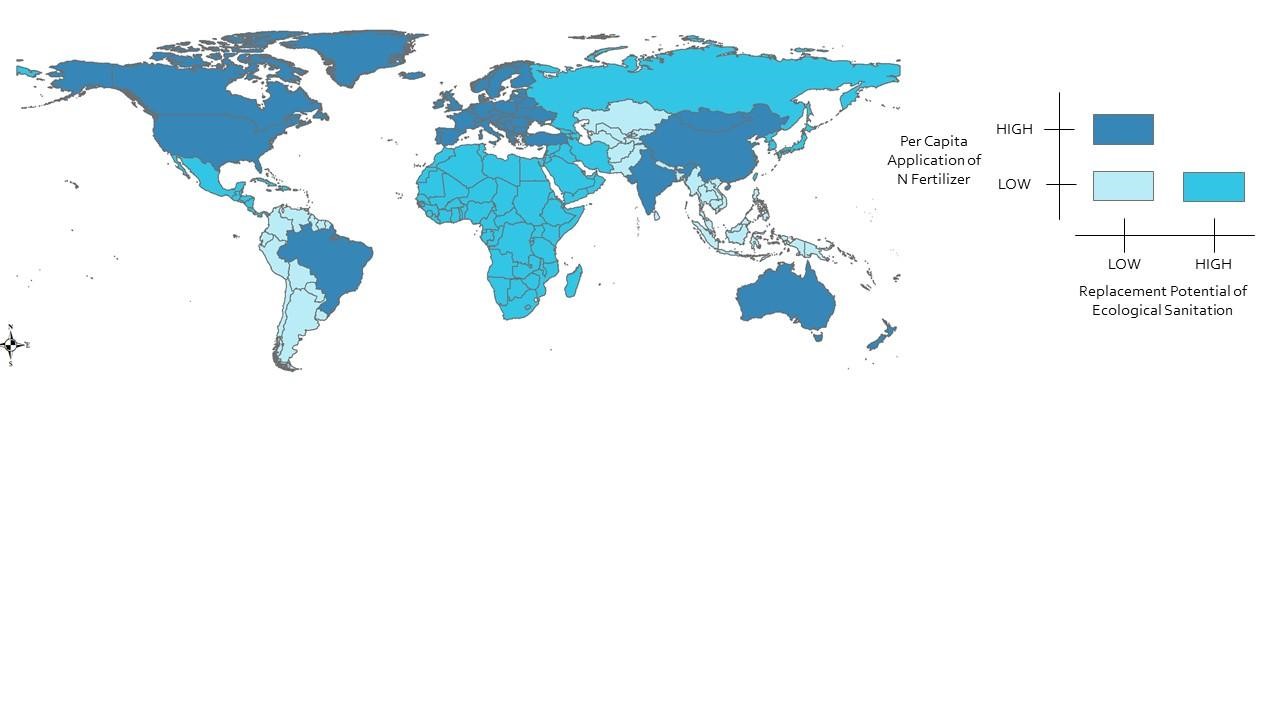 HIGH
Per Capita
Application of
N Fertilizer
LOW
LOW HIGH
Replacement Potential of
Ecological Sanitation
N
E
S